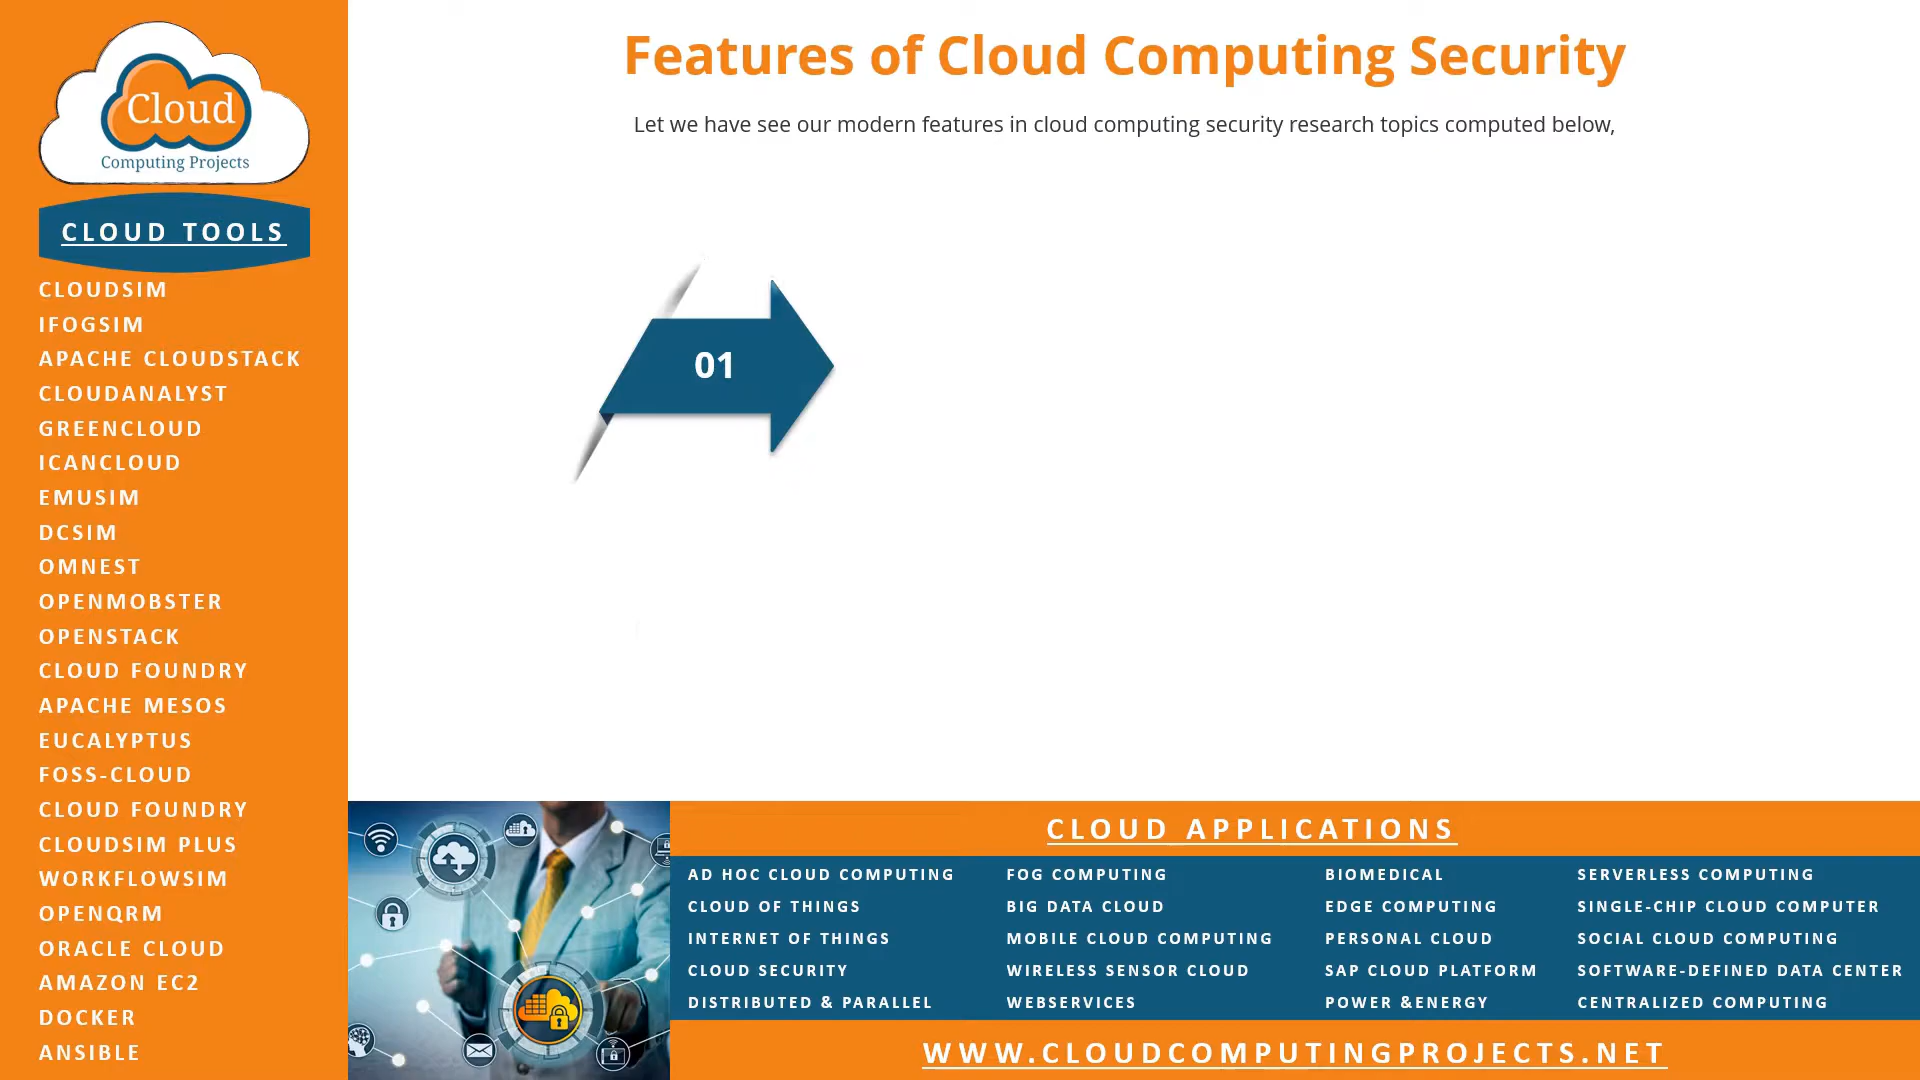 Cloud
Computing Projects
CLOUD TOOLS
CLOUDSIM
IFOGSIM
APACHE CLOUDSTACK
CLOUDANALYST
GREENCLOUD
ICANCLOUD
EMUSIM
DCSIM
OMNEST
OPENMOBSTER
OPENSTACK
CLOUD FOUNDRY
APACHE MESOS
EUCALYPTUS
FOSS-CLOUD
CLOUD FOUNDRY
CLOUDSIM PLUS
WORKFLOWSIM
OPENQRM
ORACLE CLOUD
AMAZON EC2
DOCKER
ANSIBLE
Features of Cloud Computing Security
Let we have see our modern features in cloud computing security research topics computed below,
01
CLOUD APPLICATIONS
AD HOC CLOUD COMPUTING
CLOUD OF THINGS
INTERNET OF THINGS
CLOUD SECURITY
DISTRIBUTED & PARALLEL
FOG COMPUTING
BIG DATA CLOUD
MOBILE CLOUD COMPUTING
WIRELESS SENSOR CLOUD
WEBSERVICES
BIOMEDICAL
EDGE COMPUTING
PERSONAL CLOUD
SAP CLOUD PLATFORM
POWER &ENERGY
SERVERLESS COMPUTING
SINGLE-CHIP CLOUD COMPUTER
SOCIAL CLOUD COMPUTING
SOFTWARE-DEFINED DATA CENTER
CENTRALIZED COMPUTING
WWW.CLOUDCOMPUTINGPROJECTS.NET